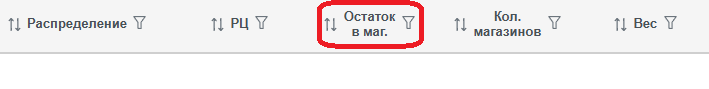 Распределение РЦ Остаток в маг. Кол. магазинов Вес